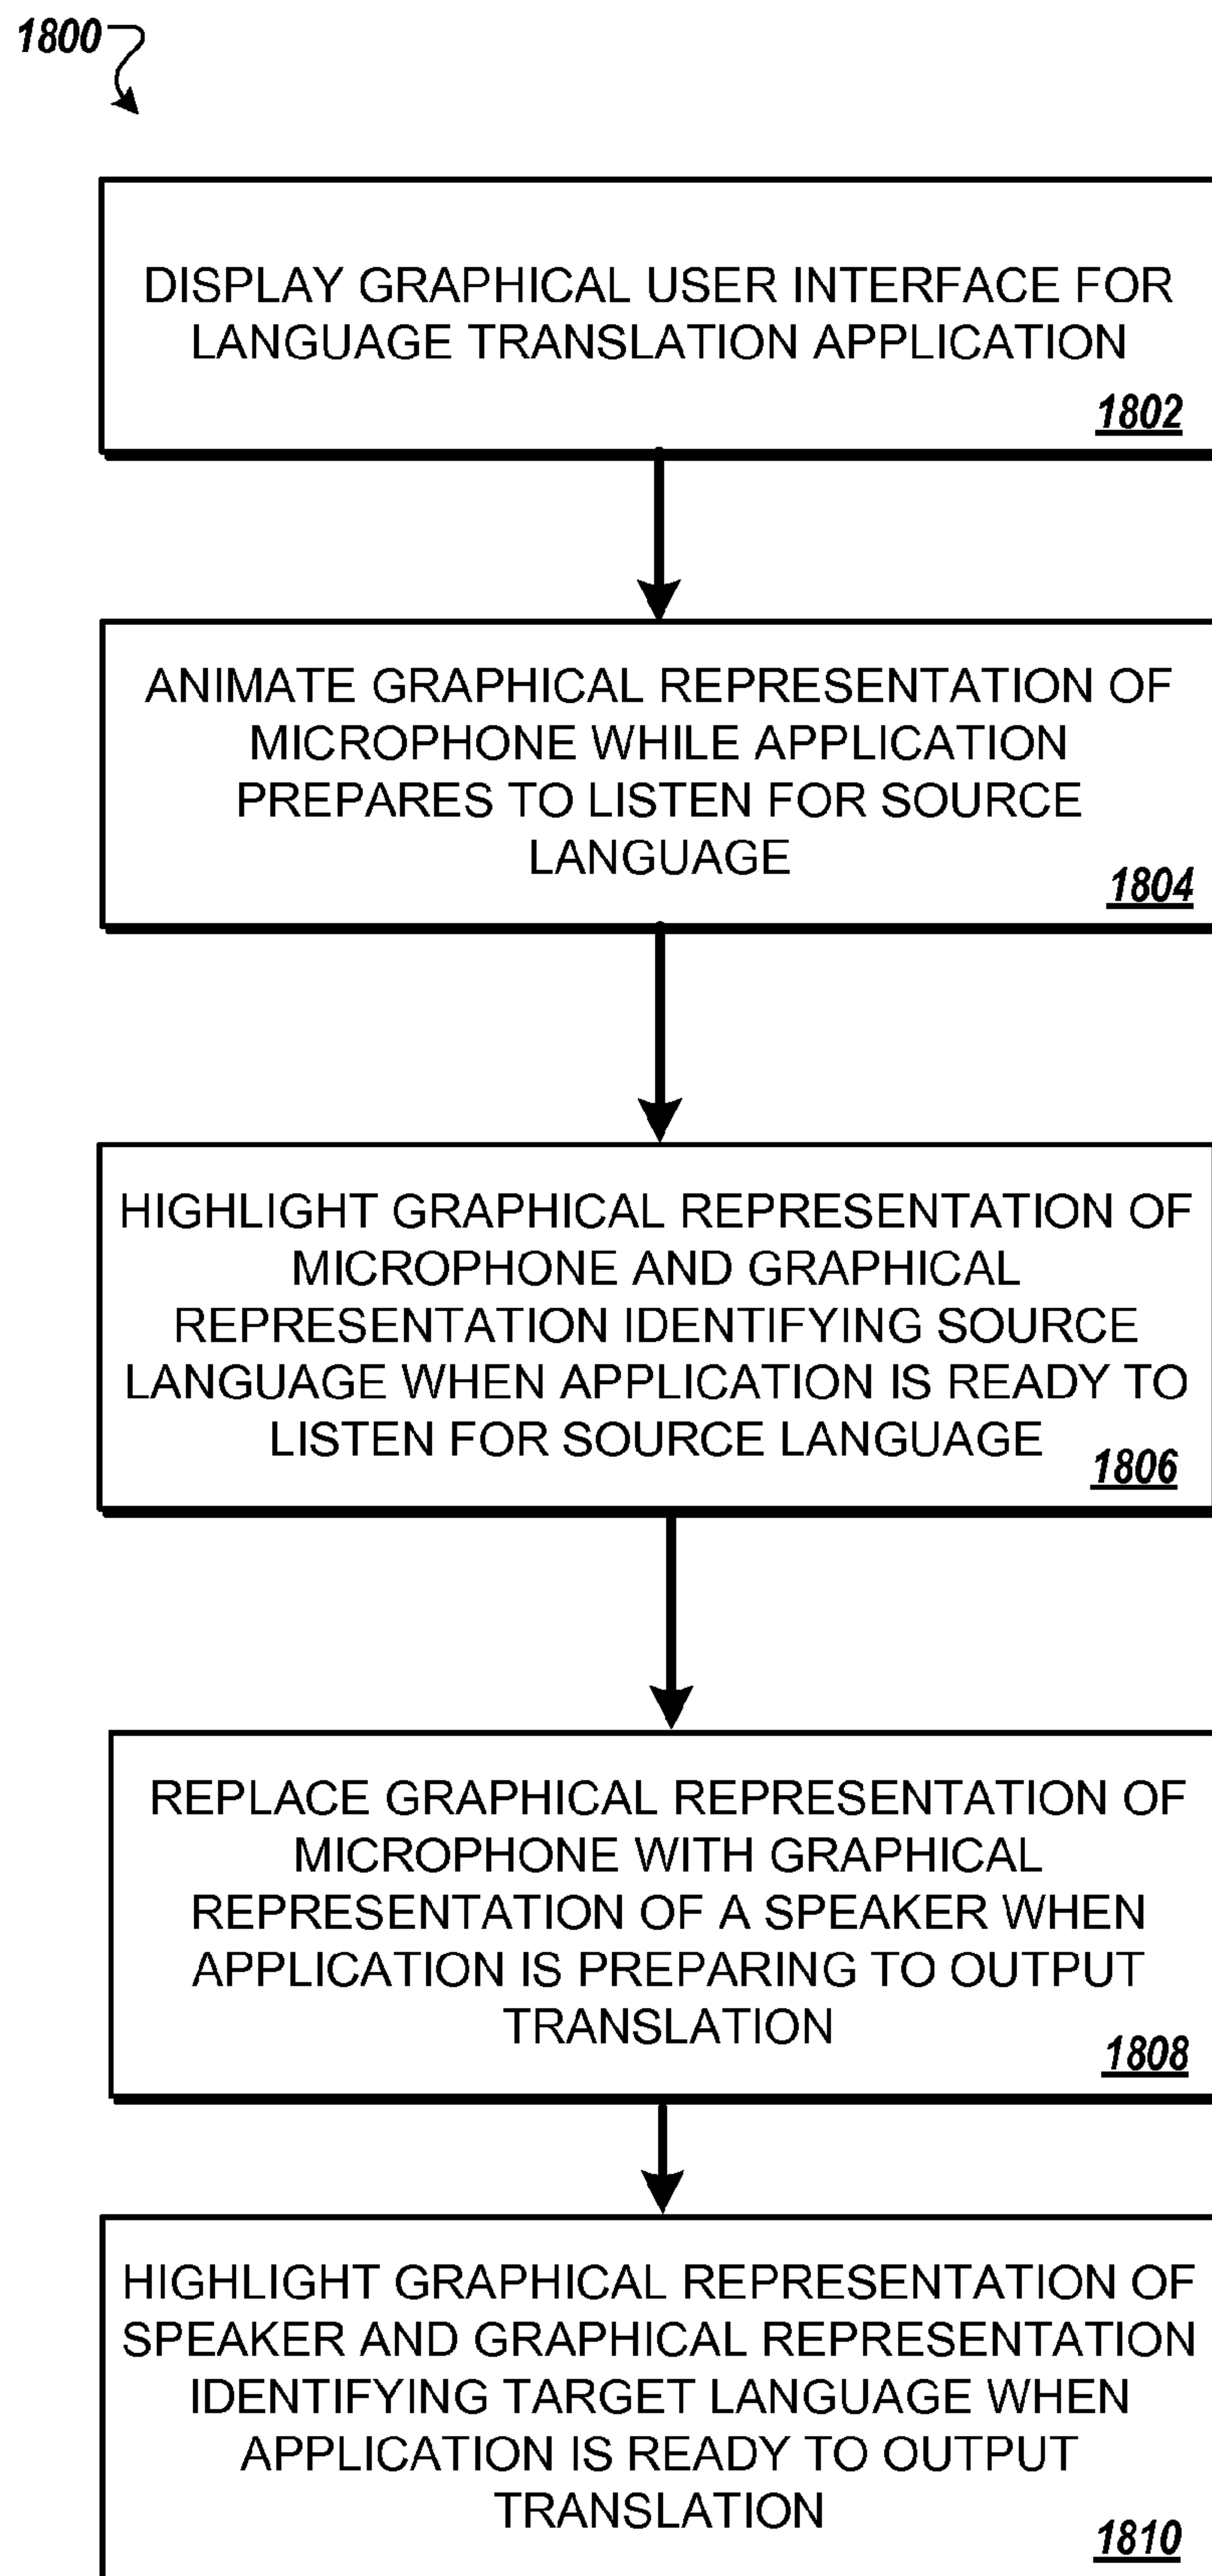 1800
DISPLAY GRAPHICAL USER INTERFACE FOR
LANGUAGE TRANSLATION APPLICATION
1802
ANIMATE GRAPHICAL REPRESENTATION OF
MICROPHONE WHILE APPLICATION
PREPARES TO LISTEN FOR SOURCE
LANGUAGE
1804
HIGHLIGHT GRAPHICAL REPRESENTATION OF
MICROPHONE AND GRAPHICAL
REPRESENTATION IDENTIFYING SOURCE
LANGUAGE WHEN APPLICATION IS READY TO
LISTEN FOR SOURCE LANGUAGE
1806
REPLACE GRAPHICAL REPRESENTATION OF
MICROPHONE WITH GRAPHICAL
REPRESENTATION OF A SPEAKER WHEN
APPLICATION IS PREPARING TO OUTPUT
TRANSLATION
1808
HIGHLIGHT GRAPHICAL REPRESENTATION OF
SPEAKER AND GRAPHICAL REPRESENTATION
IDENTIFYING TARGET LANGUAGE WHEN
APPLICATION IS READY TO OUTPUT
TRANSLATION
1810